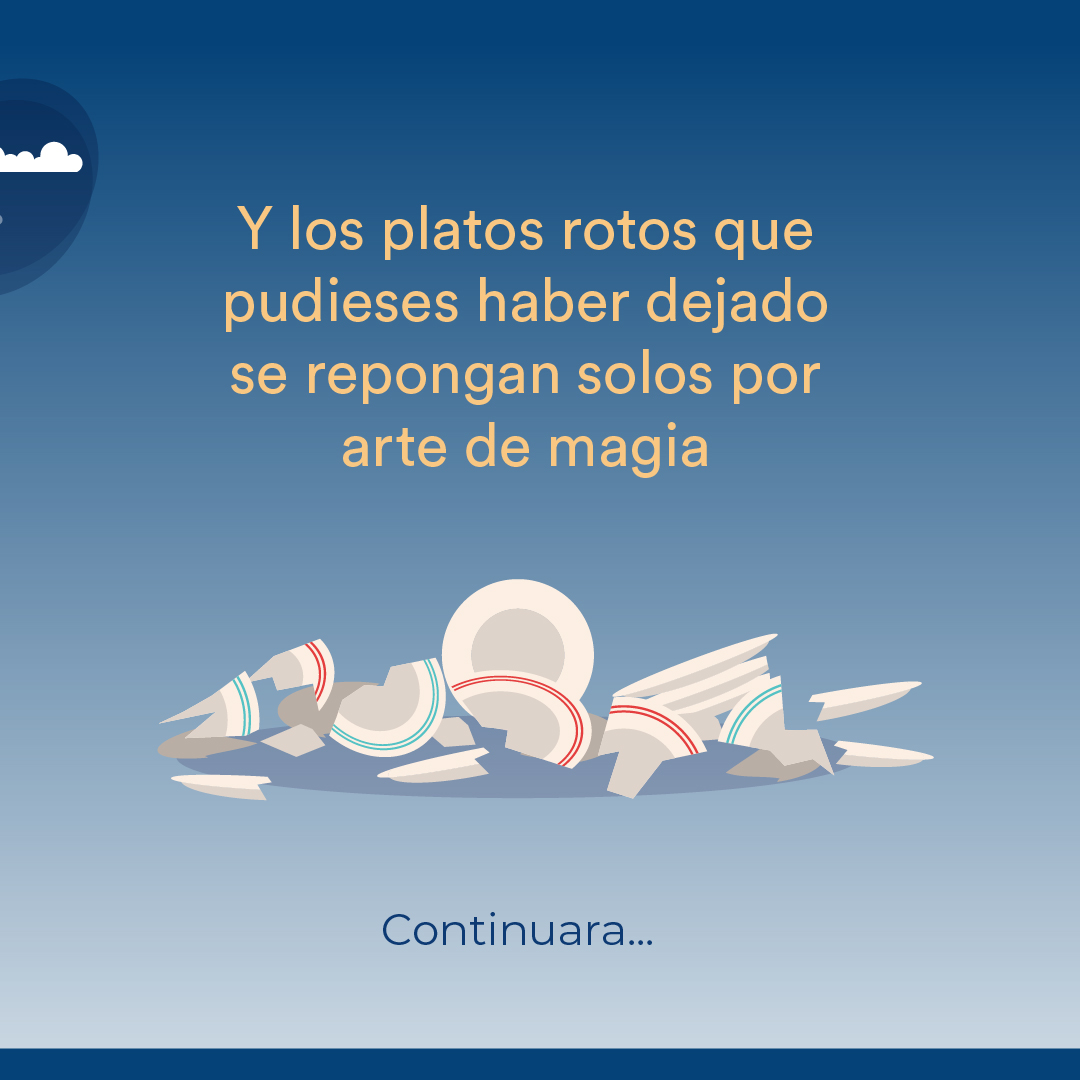 Y los platos rotos que
pudieses haber dejado
se repongan solos por
arte de magia
Continuara...